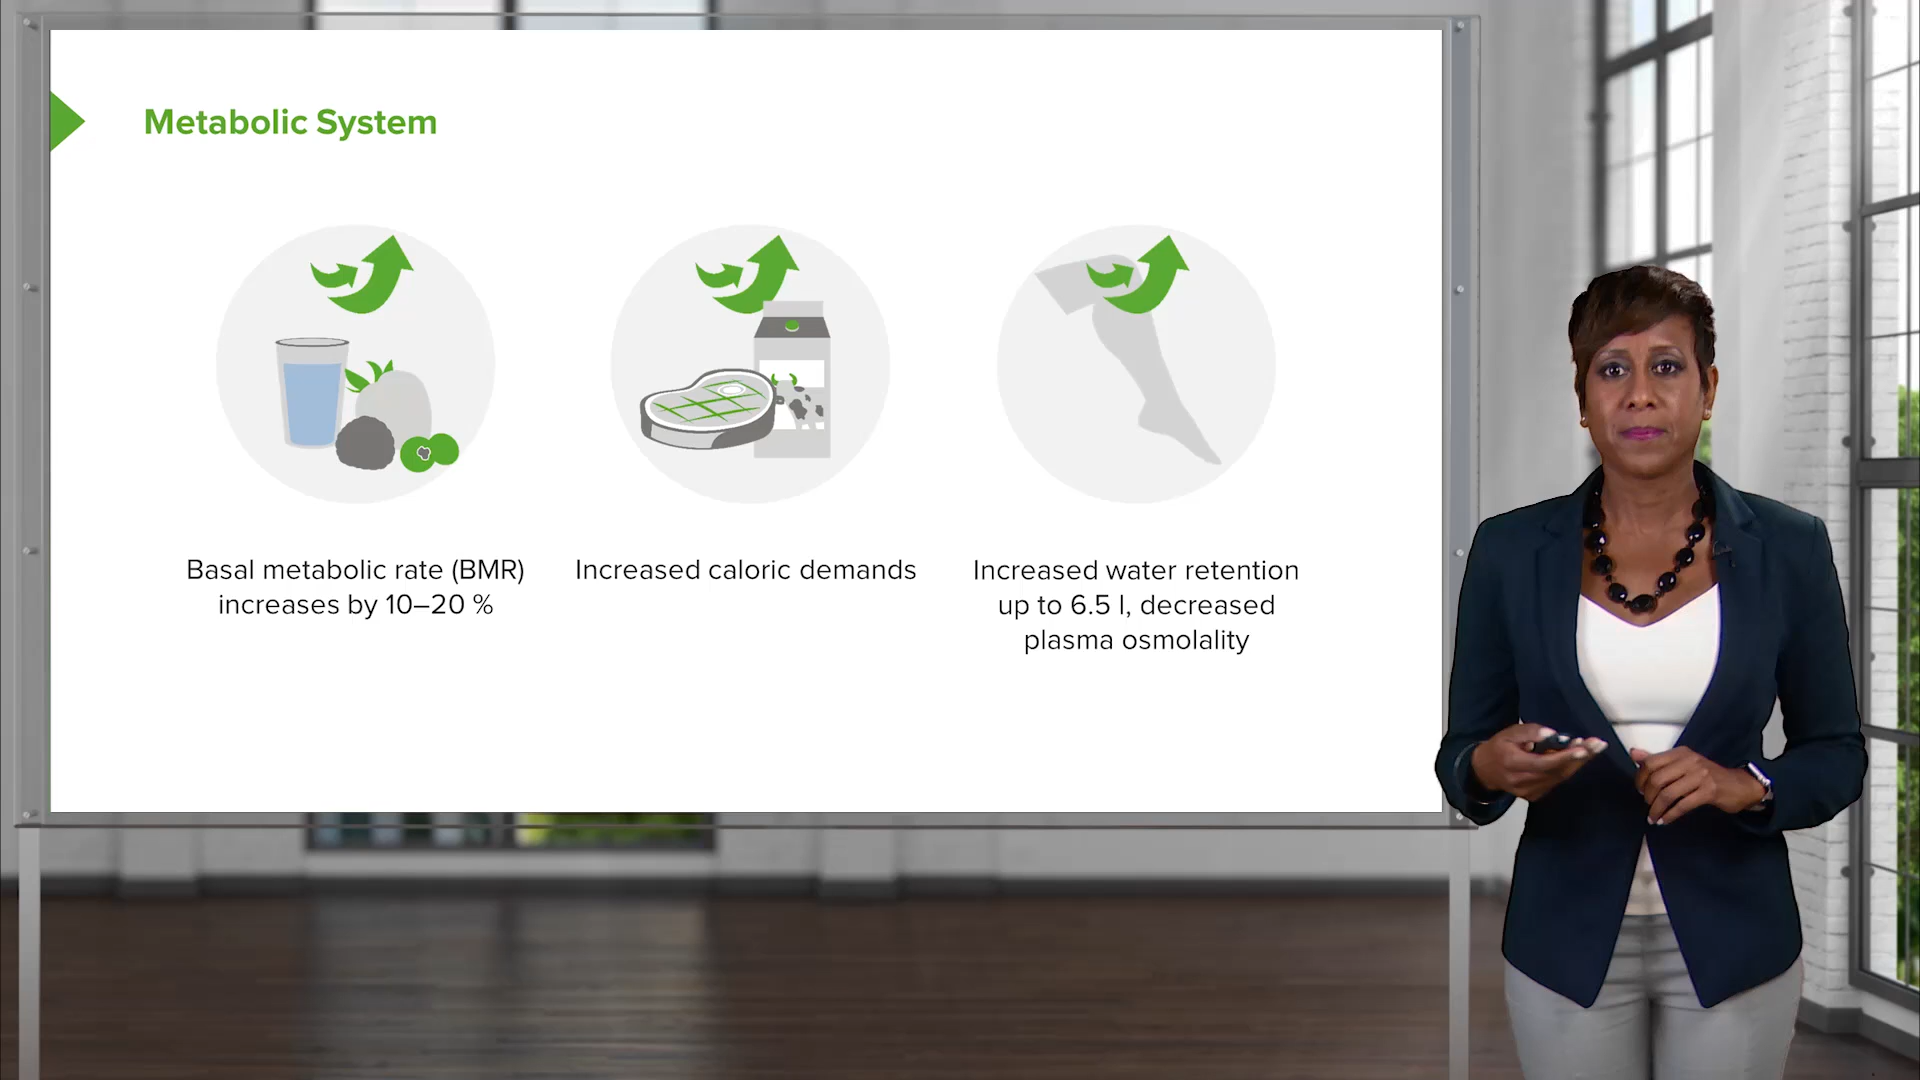 Metabolic System
Basal metabolic rate (BMR)
increases by 10–20 %
Increased caloric demands
Increased water retention
up to 6.5 l, decreased
plasma osmolality